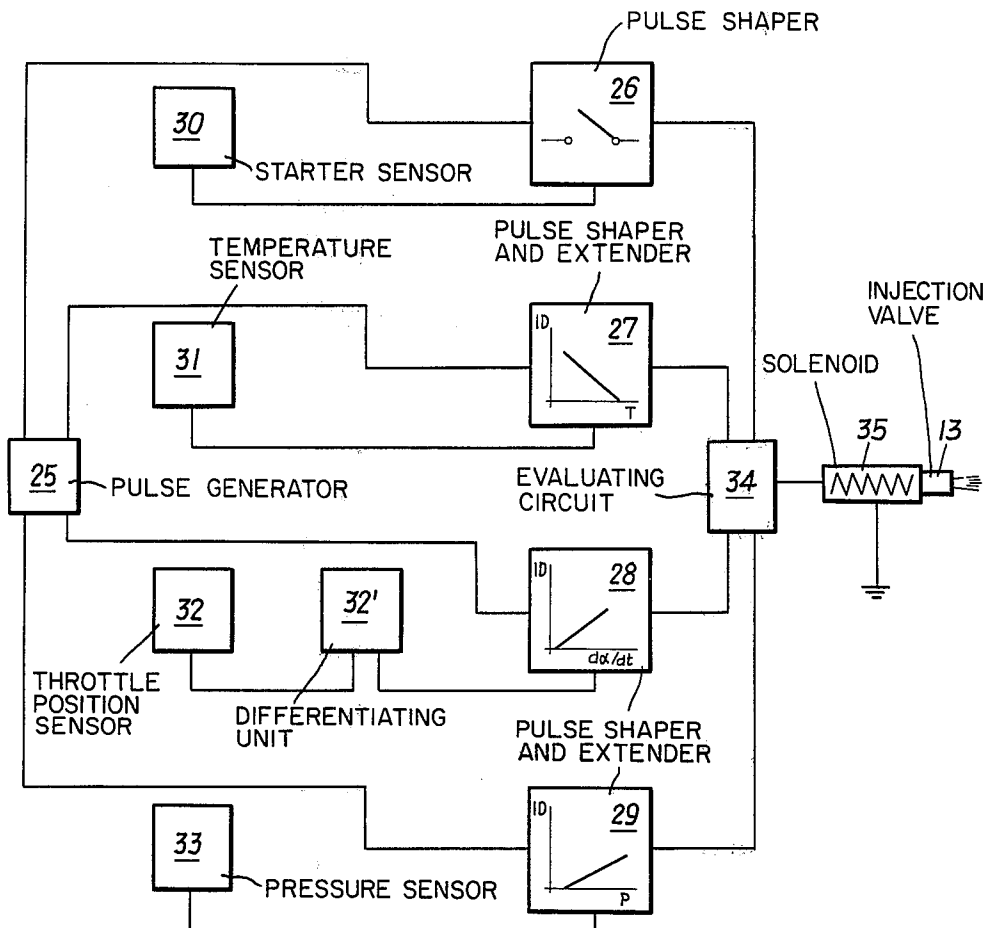 PULSE SHAPER
26
30
STARTER SENSOR
PULSE SHAPER
AND EXTENDER
TEMPERATURE
SENSOR
INJECTION
VALVE
ID
27
31
T
SOLENOID
35
13
25
PULSE GENERATOR
EVALUATING
CIRCUIT
34
ID
28
32
32'
dα/dt
THROTTLE
POSITION
SENSOR
DIFFERENTIATING
UNIT
PULSE SHAPER
AND EXTENDER
ID
29
33
PRESSURE SENSOR
P